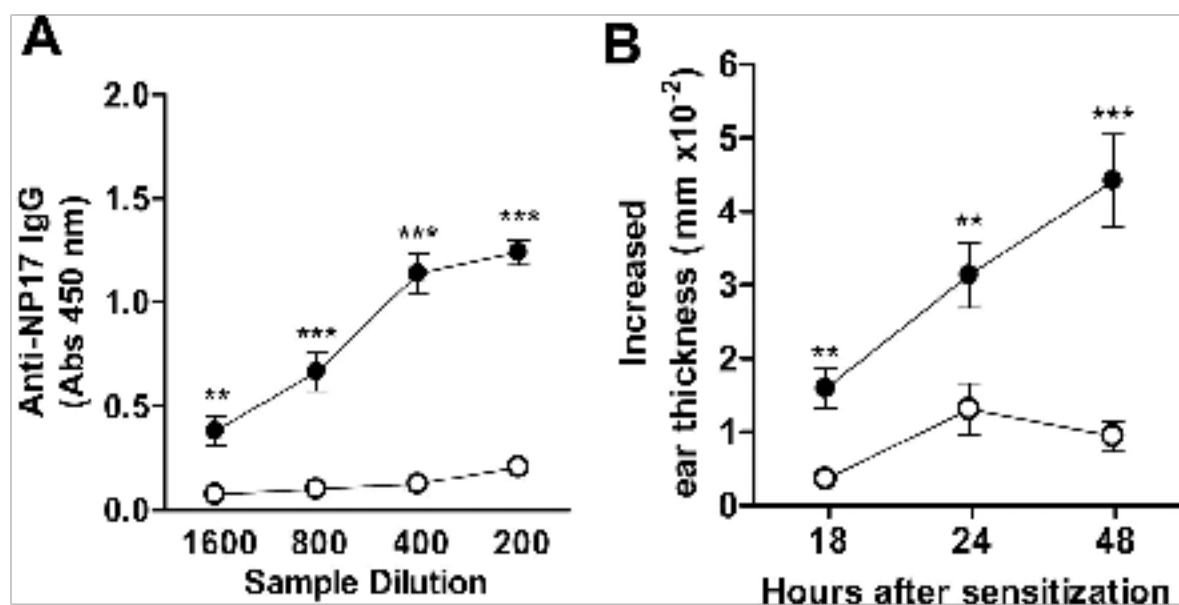 A
Anti-NP17 IgG
(Abs 450 nm)
2.0
1.5
1.0
0.5
0.0
**
***
***
***
1600 800 400 200
Sample Dilution
B
Increased
ear thickness (mm x10-2)
6
5
4
3
2
1
0
**
**
***
18 24 48
Hours after sensitization